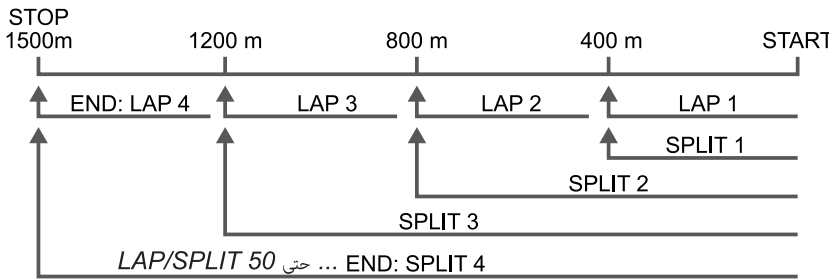 STOP
1500m 1200 m 800 m 400 m START
END: LAP 4 LAP 3 LAP 2 LAP 1
SPLIT 1
SPLIT 2
SPLIT 3
LAP/SPLIT 50 حتى ... END: SPLIT 4